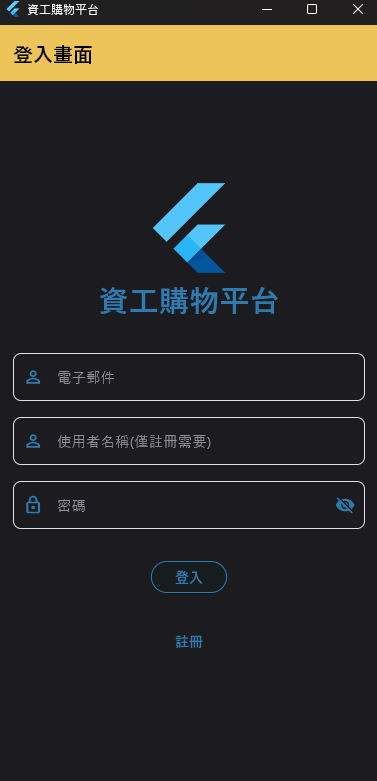 資工購物平台
登入畫面
資工購物平台
電子郵件
使用者名稱(僅註冊需要)
密碼
登入
註冊